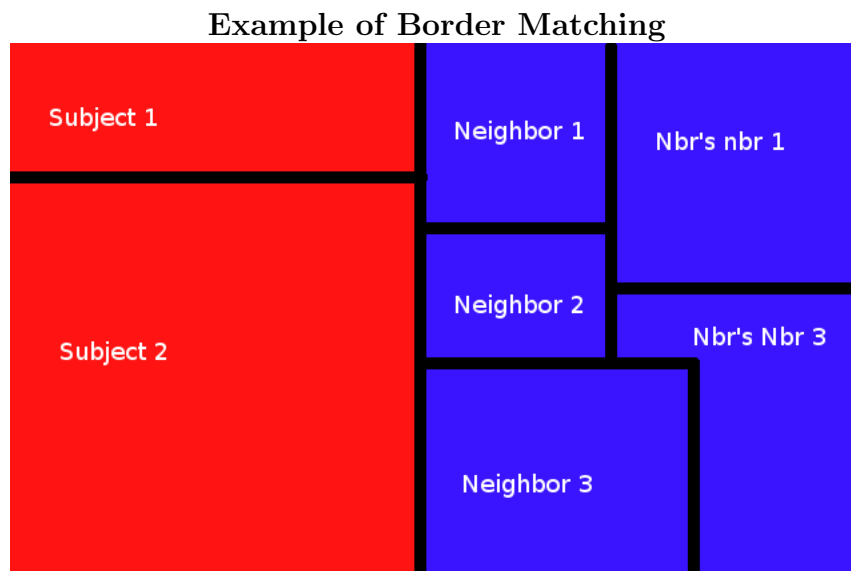 Example of Border Matching
Subject 1
Neighbor 1
Nbr's nbr 1
Subject 2
Neighbor 2
Nbr's Nbr 3
Neighbor 3